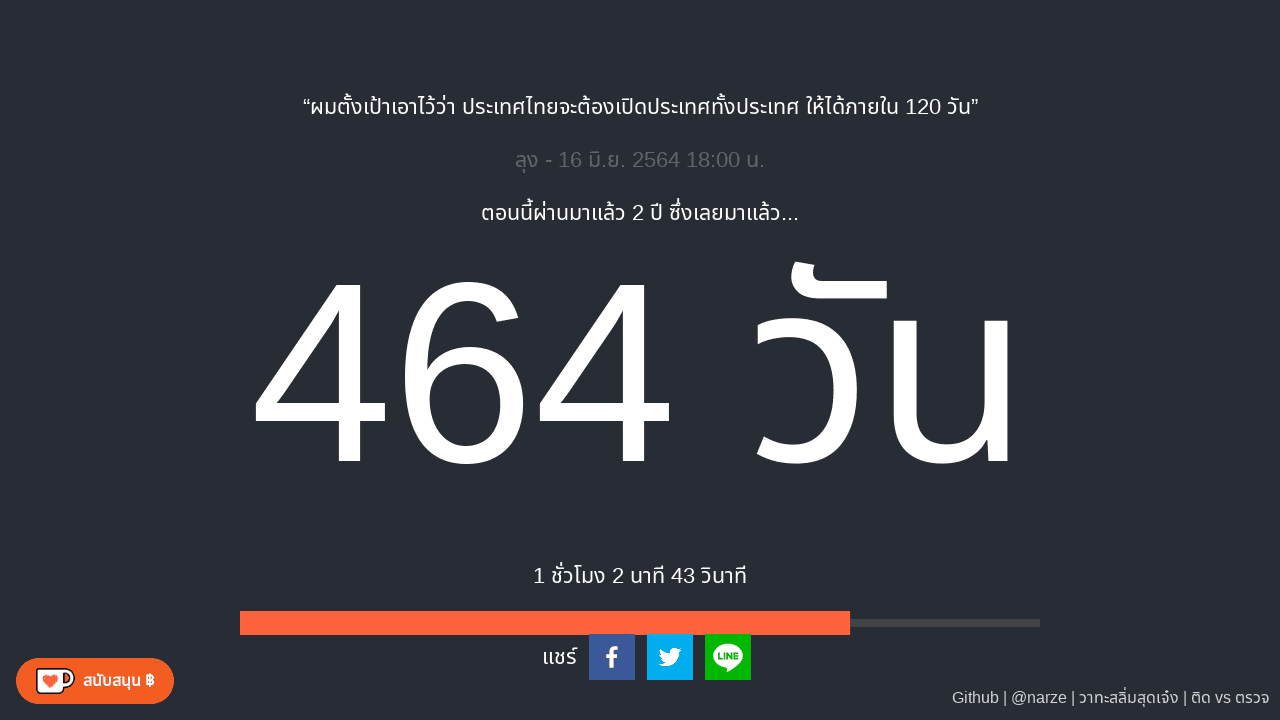 “ผมตั้งเป้าเอาไว้ว่า ประเทศไทยจะต้องเปิดประเทศทั้งประเทศ ให้ได้ภายใน 120 วัน”
ลุง - 16 มิ.ย. 2564 18:00 น.
ตอนนี้ผ่านมาแล้ว 2 ปี ซึ่งเลยมาแล้ว...
464 วัน
1 ชั่วโมง 2 นาที 43 วินาที
แชร์
LINE
สนับสนุน ฿
Github | @narze | วาทะสลิ่มสุดเจ๋ง | ติด vs ตรวจ